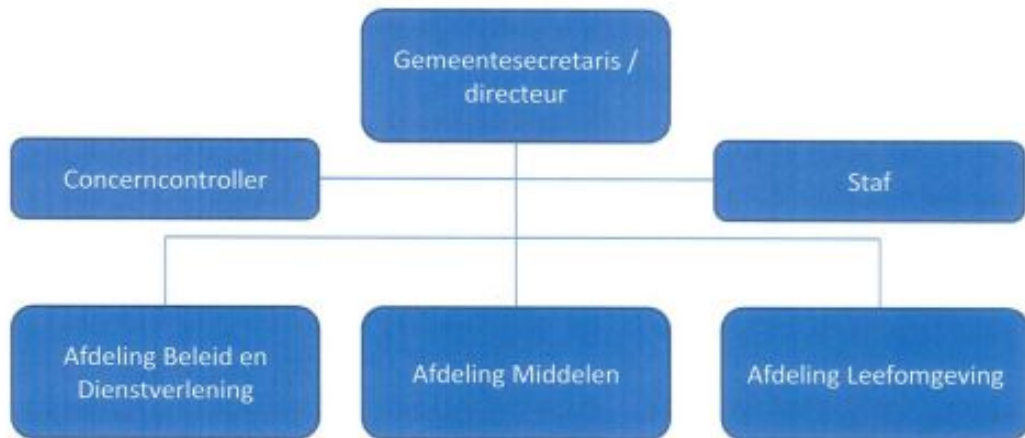 Gemeentesecretaris /
directeur
Concerncontroller
Staf
Afdeling Beleid en
Dienstverlening
Afdeling Middelen
Afdeling Leefomgeving